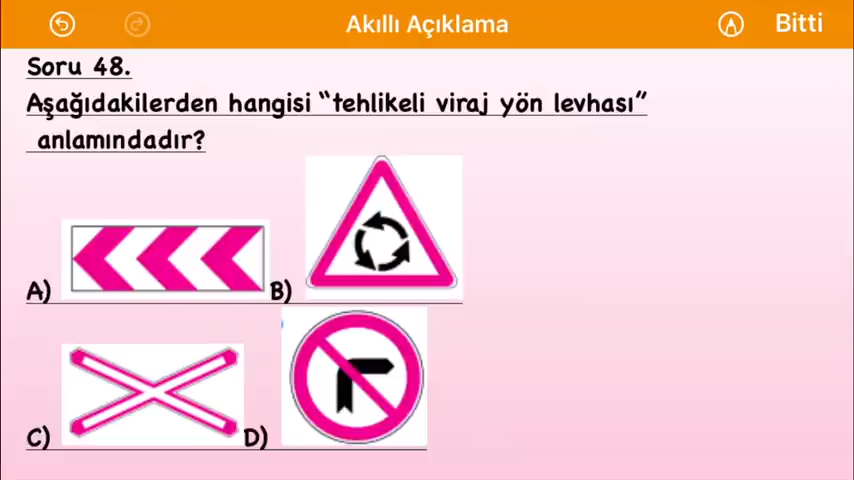 Akıllı Açıklama
Bitti
Soru 48.
Aşağıdakilerden hangisi “tehlikeli viraj yön levhası”
anlamındadır?
A) B)
C) D)